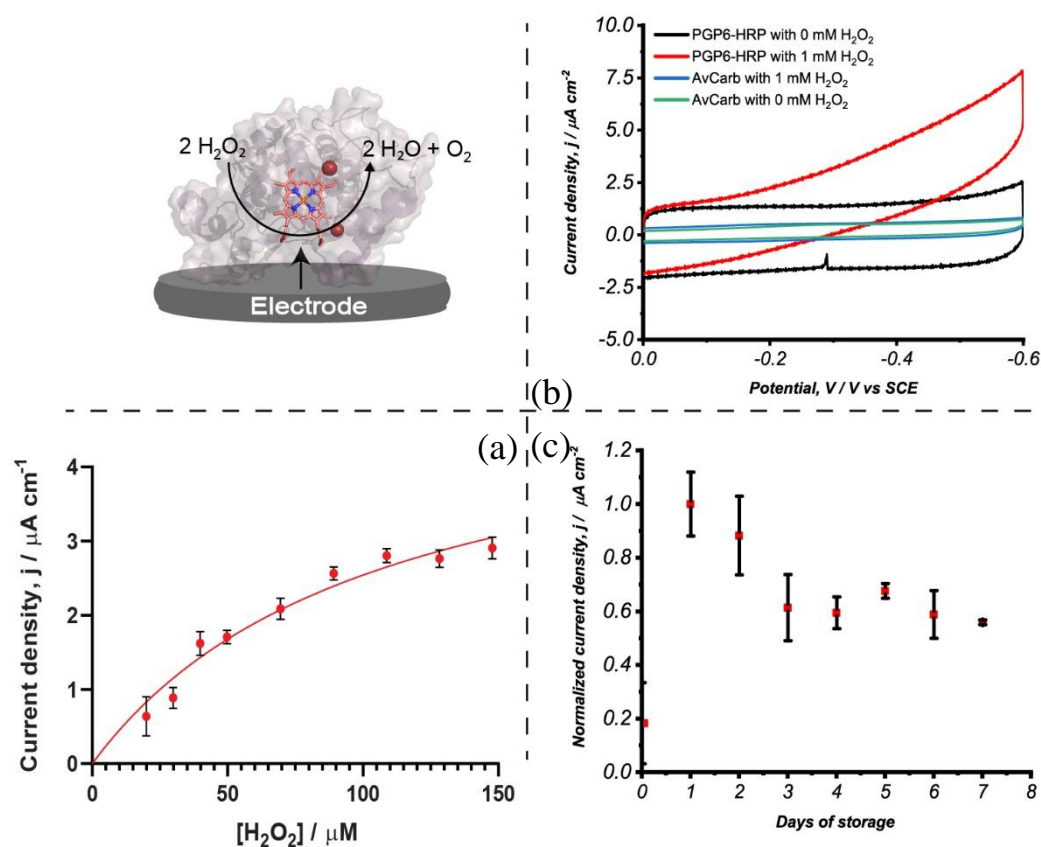 2 H₂O₂
2 H₂O + O₂
Electrode
PGP6-HRP with 0 mM H₂O₂
PGP6-HRP with 1 mM H₂O₂
AvCarb with 1 mM H₂O₂
AvCarb with 0 mM H₂O₂
Current density, j / μA cm⁻²
10.0
7.5
5.0
2.5
0.0
-2.5
-5.0
0.0
-0.2
-0.4
-0.6
Potential, V / V vs SCE
(b)
(a)
(c)
Current density, j / μA cm⁻¹
4
3
2
1
0
0
50
100
150
[H₂O₂] / μM
Normalized current density, j / μA cm⁻²
1.2
1.0
0.8
0.6
0.4
0.2
0.0
0
1
2
3
4
5
6
7
8
Days of storage